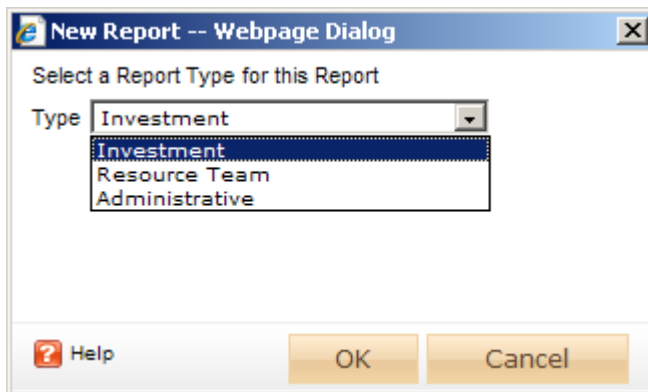 New Report -- Webpage Dialog
Select a Report Type for this Report
Type Investment
Investment
Resource Team
Administrative
? Help OK Cancel